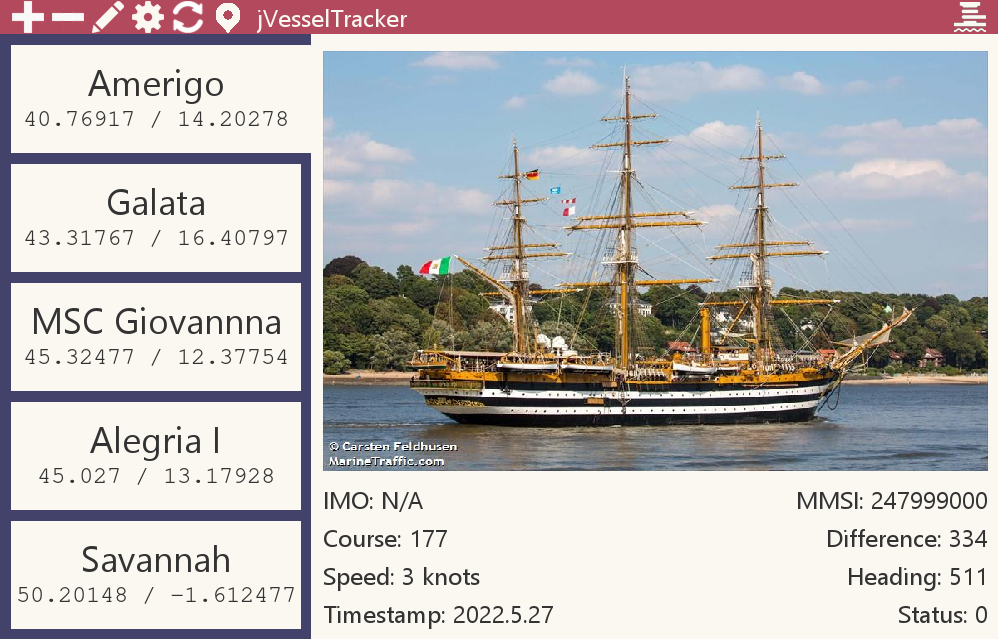 jVesselTracker
Amerigo
40.76917 / 14.20278
Galata
43.31767 / 16.40797
MSC Giovannna
45.32477 / 12.37754
Alegria I
45.027 / 13.17928
Savannah
50.20148 / -1.612477
© Carsten Feldhusen
MarineTraffic.com
IMO: N/A
MMSI: 247999000
Course: 177
Difference: 334
Speed: 3 knots
Heading: 511
Timestamp: 2022.5.27
Status: 0